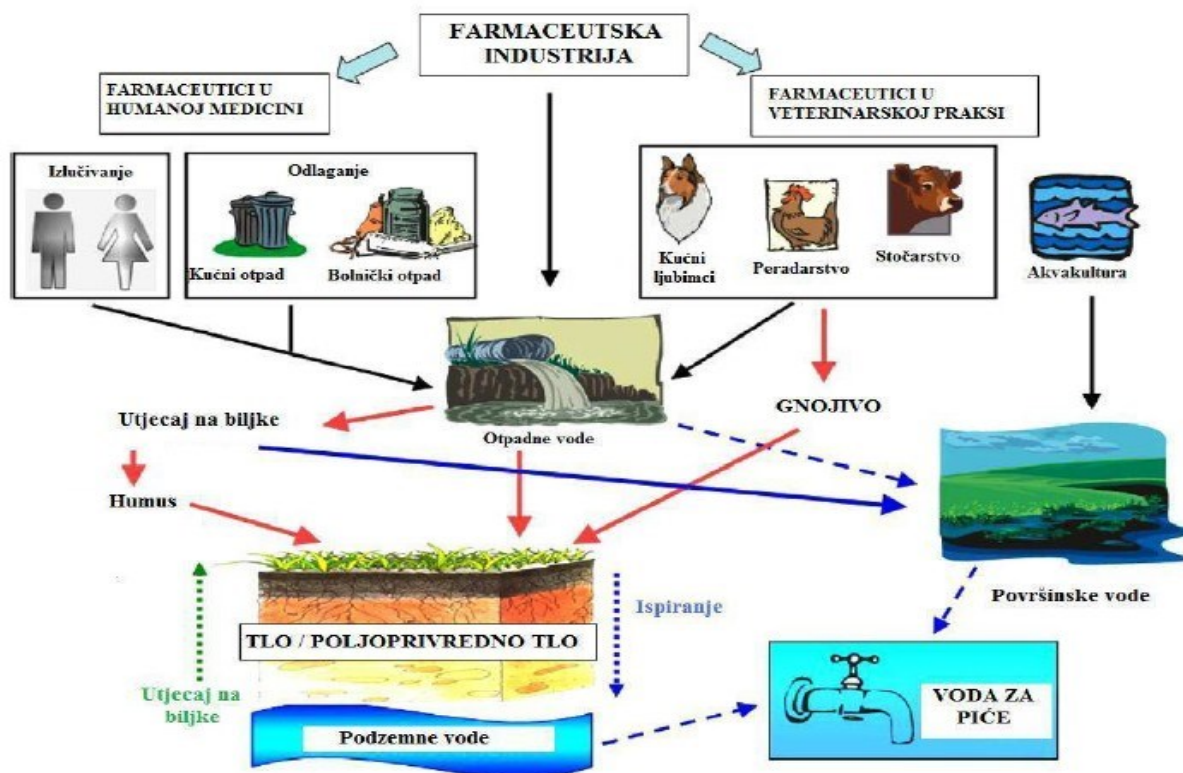 FARMACEUTSKA
INDUSTRIJA
FARMACEUTICI U
HUMANOJ MEDICINI
FARMACEUTICI U
VETERINARSKOJ PRAKSI
Izlučivanje
Odlaganje
Kućni otpad
Bolnički otpad
Kućni
ljubimci
Peradarstvo
Stočarstvo
Akvakultura
Utjecaj na biljke
Otpadne vode
GNOJIVO
Humus
Ispiranje
Površinske vode
TLO / POLJOPRIVREDNO TLO
Utjecaj na
biljke
VODA ZA
PIĆE
Podzemne vode